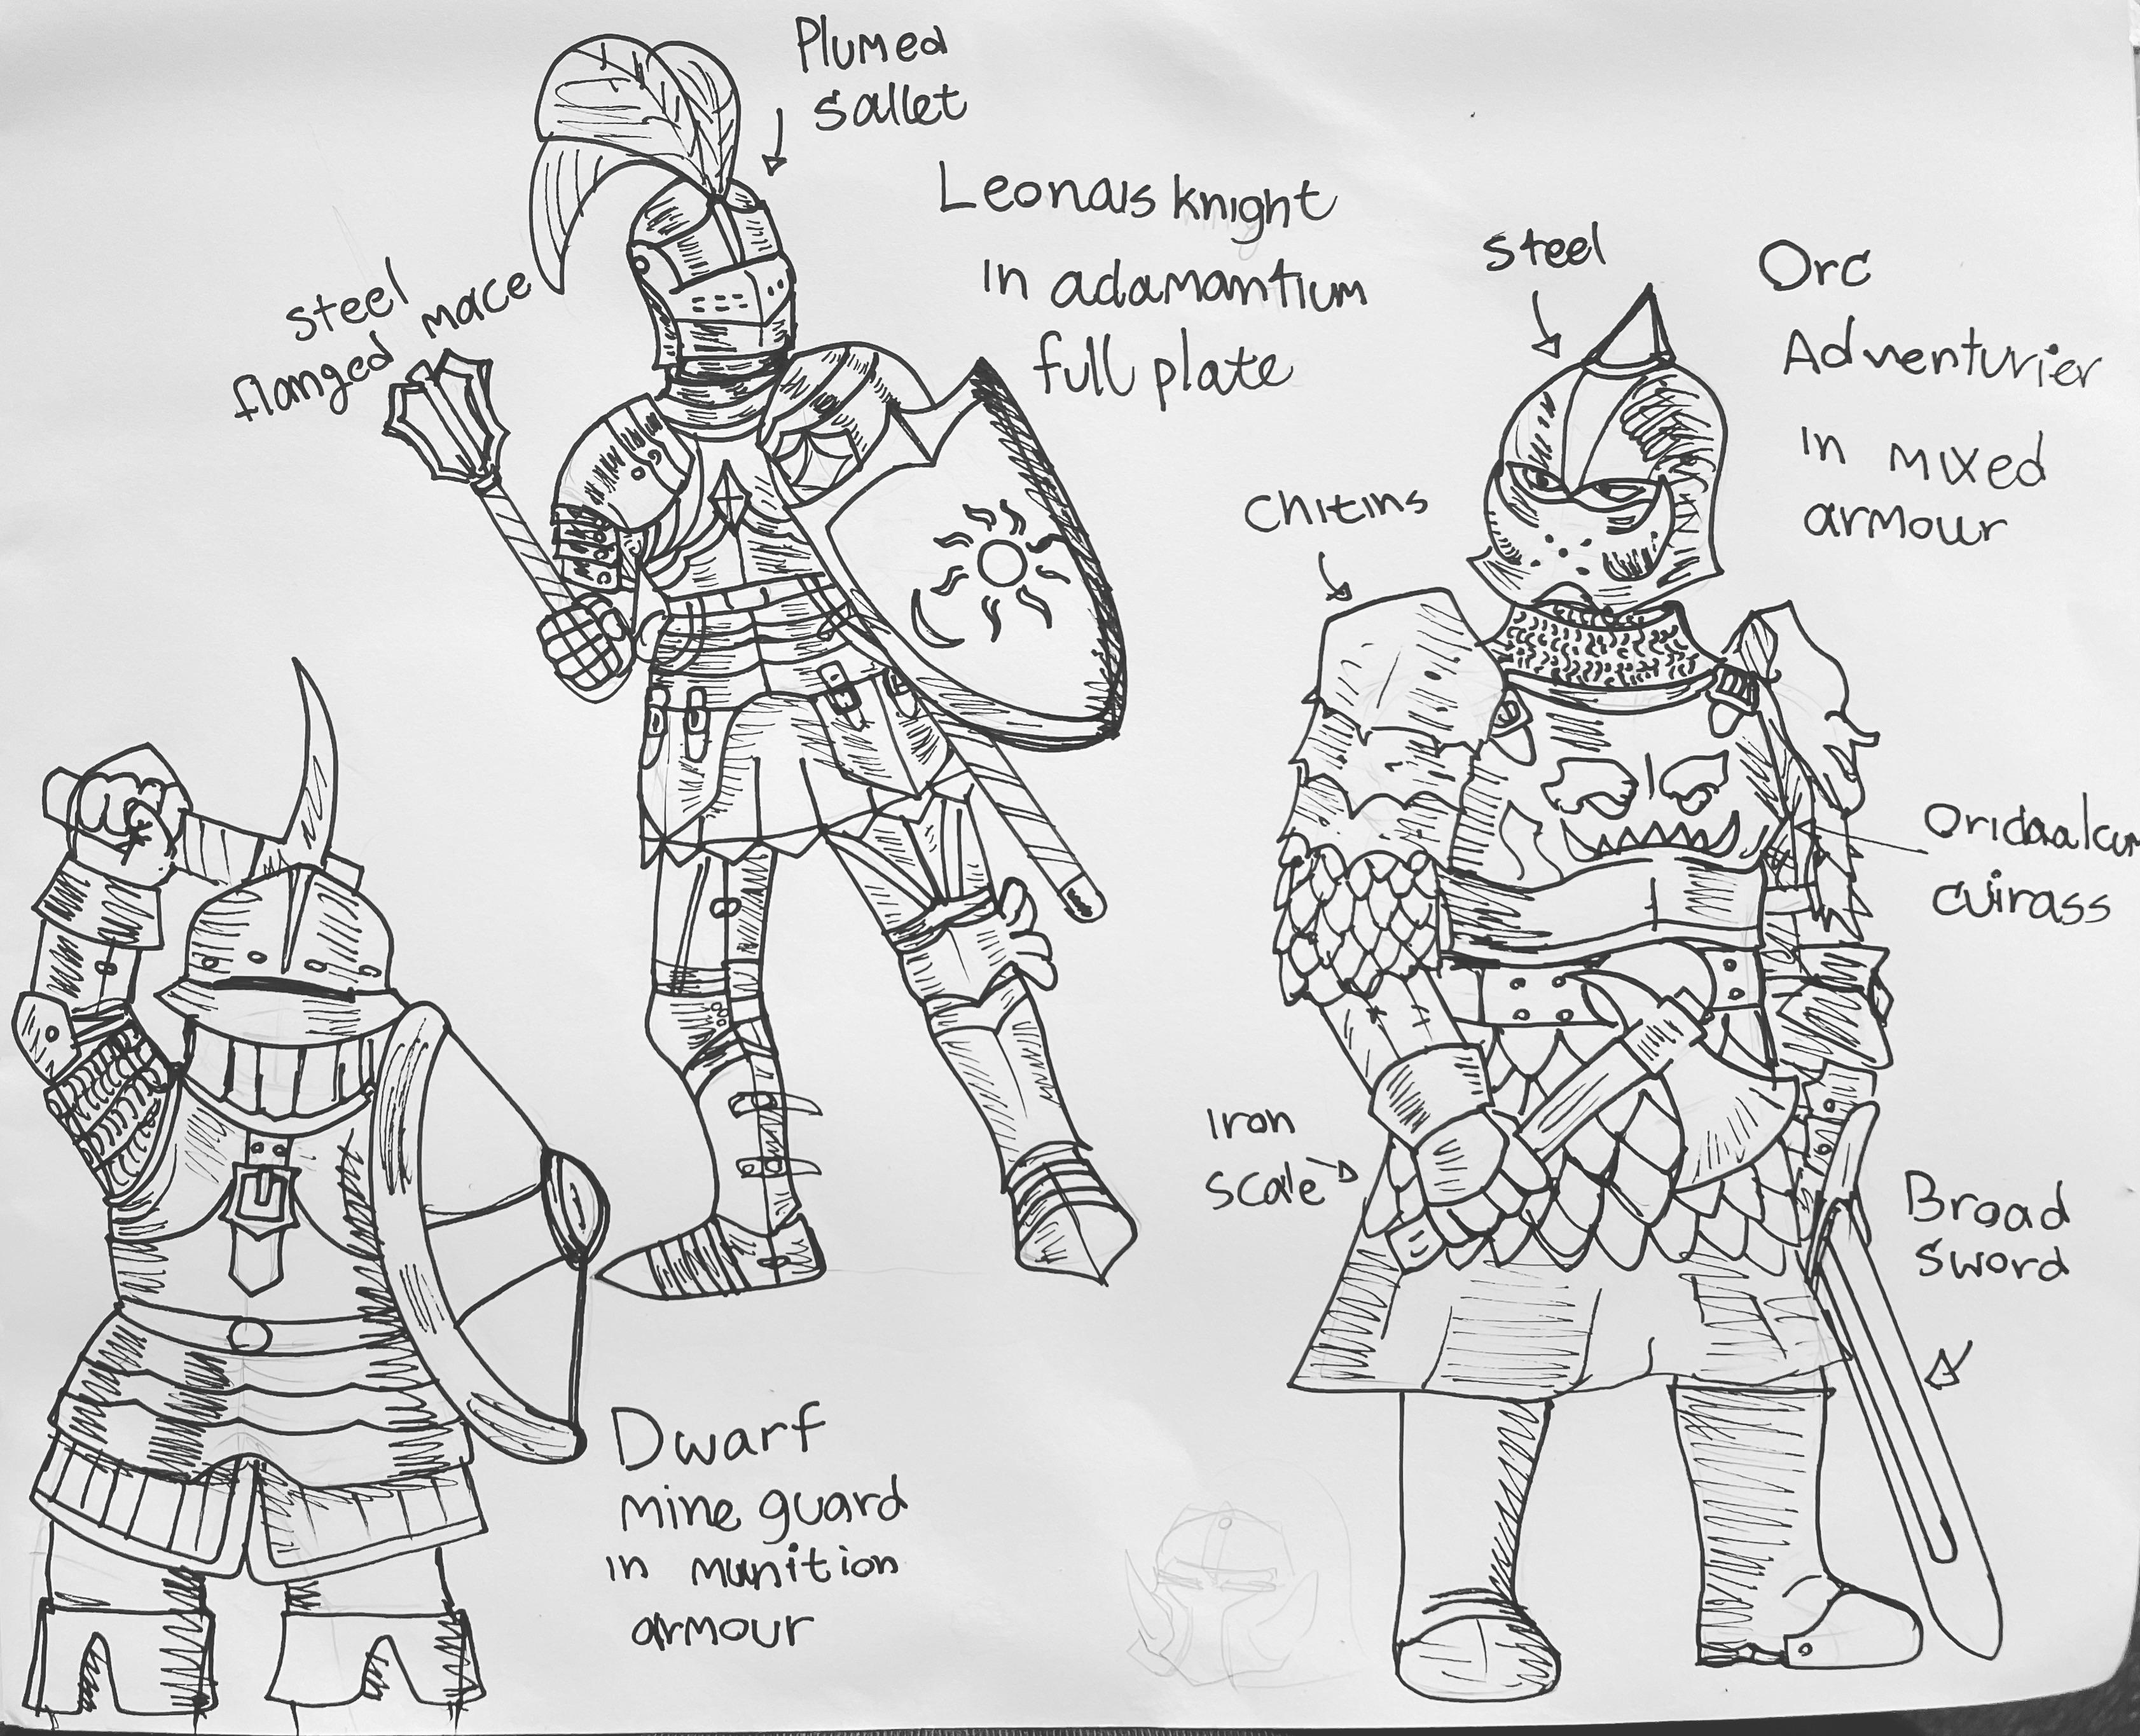 Plumed
sallet
Leonais knight
in adamantium
full plate
steel
flanged mace
steel
Orc
Adventurier
in mixed
armour
Chitins
Oridaalcum
cuirass
Iron
scale
Broad
sword
Dwarf
mine guard
in munition
armour